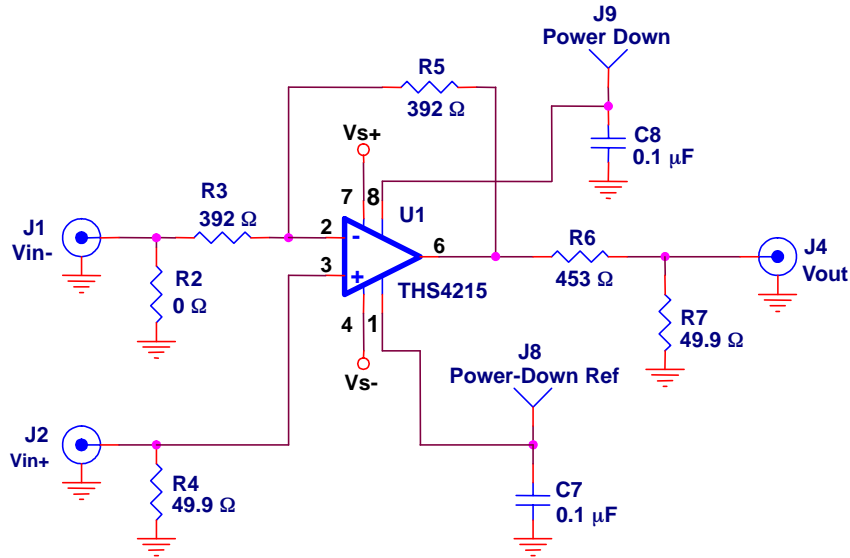 J9
Power Down
R5
392 Ω
Vs+
C8
0.1 μF
7
8
R3
392 Ω
U1
J1
Vin-
2
-
6
R6
453 Ω
J4
Vout
3
+
R2
0 Ω
THS4215
4
1
R7
49.9 Ω
Vs-
J8
Power-Down Ref
J2
Vin+
R4
49.9 Ω
C7
0.1 μF